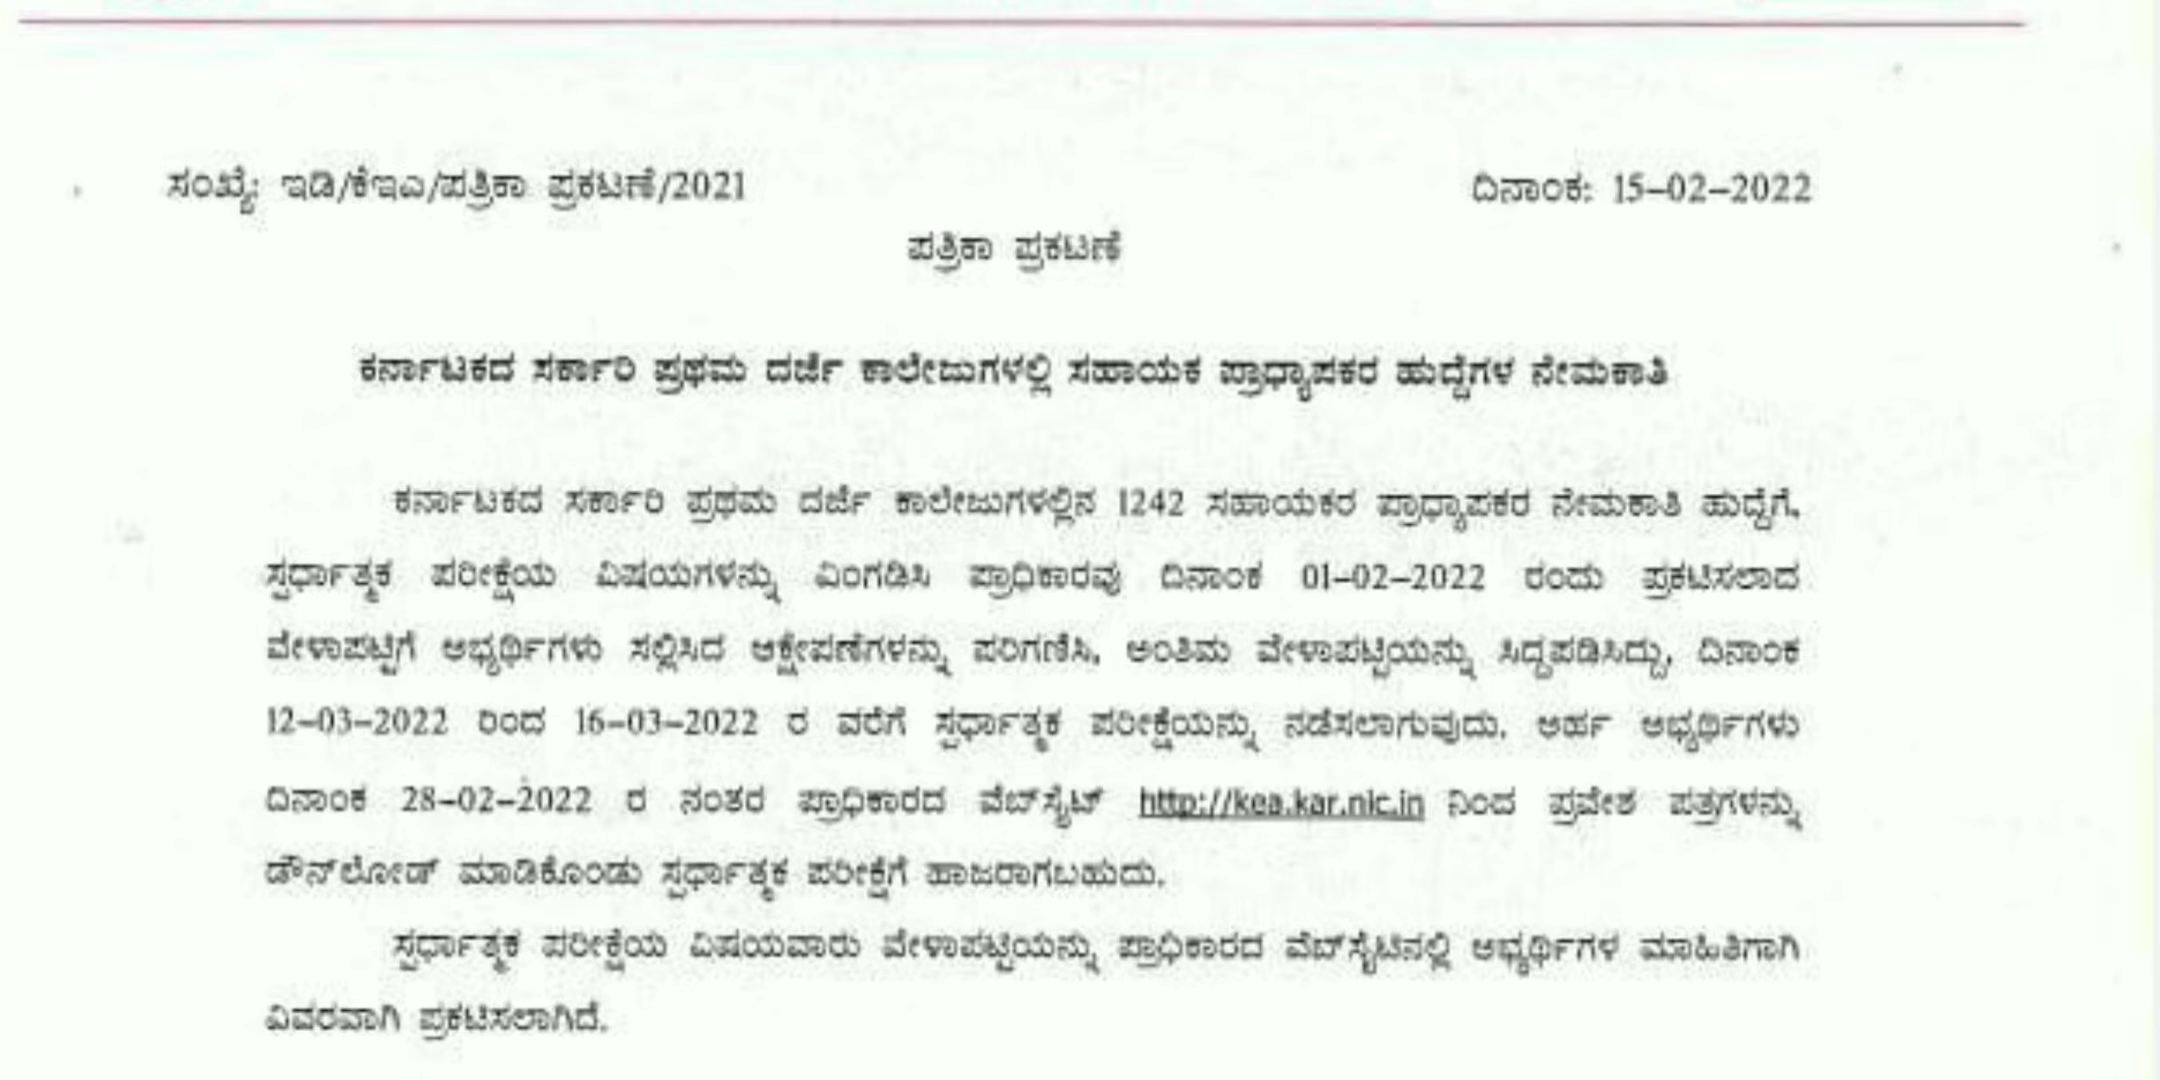 ಸಂಖ್ಯೆ: ಇಡಿ/ಕೆಇಎ/ಪತ್ರಿಕಾ ಪ್ರಕಟಣೆ/2021 ದಿನಾಂಕ: 15-02-2022
ಪತ್ರಿಕಾ ಪ್ರಕಟಣೆ
ಕರ್ನಾಟಕದ ಸರ್ಕಾರಿ ಪ್ರಥಮ ದರ್ಜೆ ಕಾಲೇಜುಗಳಲ್ಲಿ ಸಹಾಯಕ ಪ್ರಾಧ್ಯಾಪಕರ ಹುದ್ದೆಗಳ ನೇಮಕಾತಿ
ಕರ್ನಾಟಕದ ಸರ್ಕಾರಿ ಪ್ರಥಮ ದರ್ಜೆ ಕಾಲೇಜುಗಳಲ್ಲಿನ 1242 ಸಹಾಯಕರ ಪ್ರಾಧ್ಯಾಪಕರ ನೇಮಕಾತಿ ಹುದ್ದೆಗೆ,
ಸ್ಪರ್ಧಾತ್ಮಕ ಪರೀಕ್ಷೆಯ ವಿಷಯಗಳನ್ನು ವಿಂಗಡಿಸಿ ಪ್ರಾಧಿಕಾರವು ದಿನಾಂಕ 01-02-2022 ರಂದು ಪ್ರಕಟಿಸಲಾದ
ವೇಳಾಪಟ್ಟಿಗೆ ಅಭ್ಯರ್ಥಿಗಳು ಸಲ್ಲಿಸಿದ ಆಕ್ಷೇಪಣೆಗಳನ್ನು ಪರಿಗಣಿಸಿ, ಅಂತಿಮ ವೇಳಾಪಟ್ಟಿಯನ್ನು ಸಿದ್ದಪಡಿಸಿದ್ದು, ದಿನಾಂಕ
12-03-2022 ರಿಂದ 16-03-2022 ರ ವರೆಗೆ ಸ್ಪರ್ಧಾತ್ಮಕ ಪರೀಕ್ಷೆಯನ್ನು ನಡೆಸಲಾಗುವುದು. ಅರ್ಹ ಅಭ್ಯರ್ಥಿಗಳು
ದಿನಾಂಕ 28-02-2022 ರ ನಂತರ ಪ್ರಾಧಿಕಾರದ ವೆಬ್‌ಸೈಟ್ http://kea.kar.nic.in ನಿಂದ ಪ್ರವೇಶ ಪತ್ರಗಳನ್ನು
ಡೌನ್‌ಲೋಡ್ ಮಾಡಿಕೊಂಡು ಸ್ಪರ್ಧಾತ್ಮಕ ಪರೀಕ್ಷೆಗೆ ಹಾಜರಾಗಬಹುದು.
ಸ್ಪರ್ಧಾತ್ಮಕ ಪರೀಕ್ಷೆಯ ವಿಷಯವಾರು ವೇಳಾಪಟ್ಟಿಯನ್ನು ಪ್ರಾಧಿಕಾರದ ವೆಬ್‌ಸೈಟಿನಲ್ಲಿ ಅಭ್ಯರ್ಥಿಗಳ ಮಾಹಿತಿಗಾಗಿ
ವಿವರವಾಗಿ ಪ್ರಕಟಿಸಲಾಗಿದೆ.